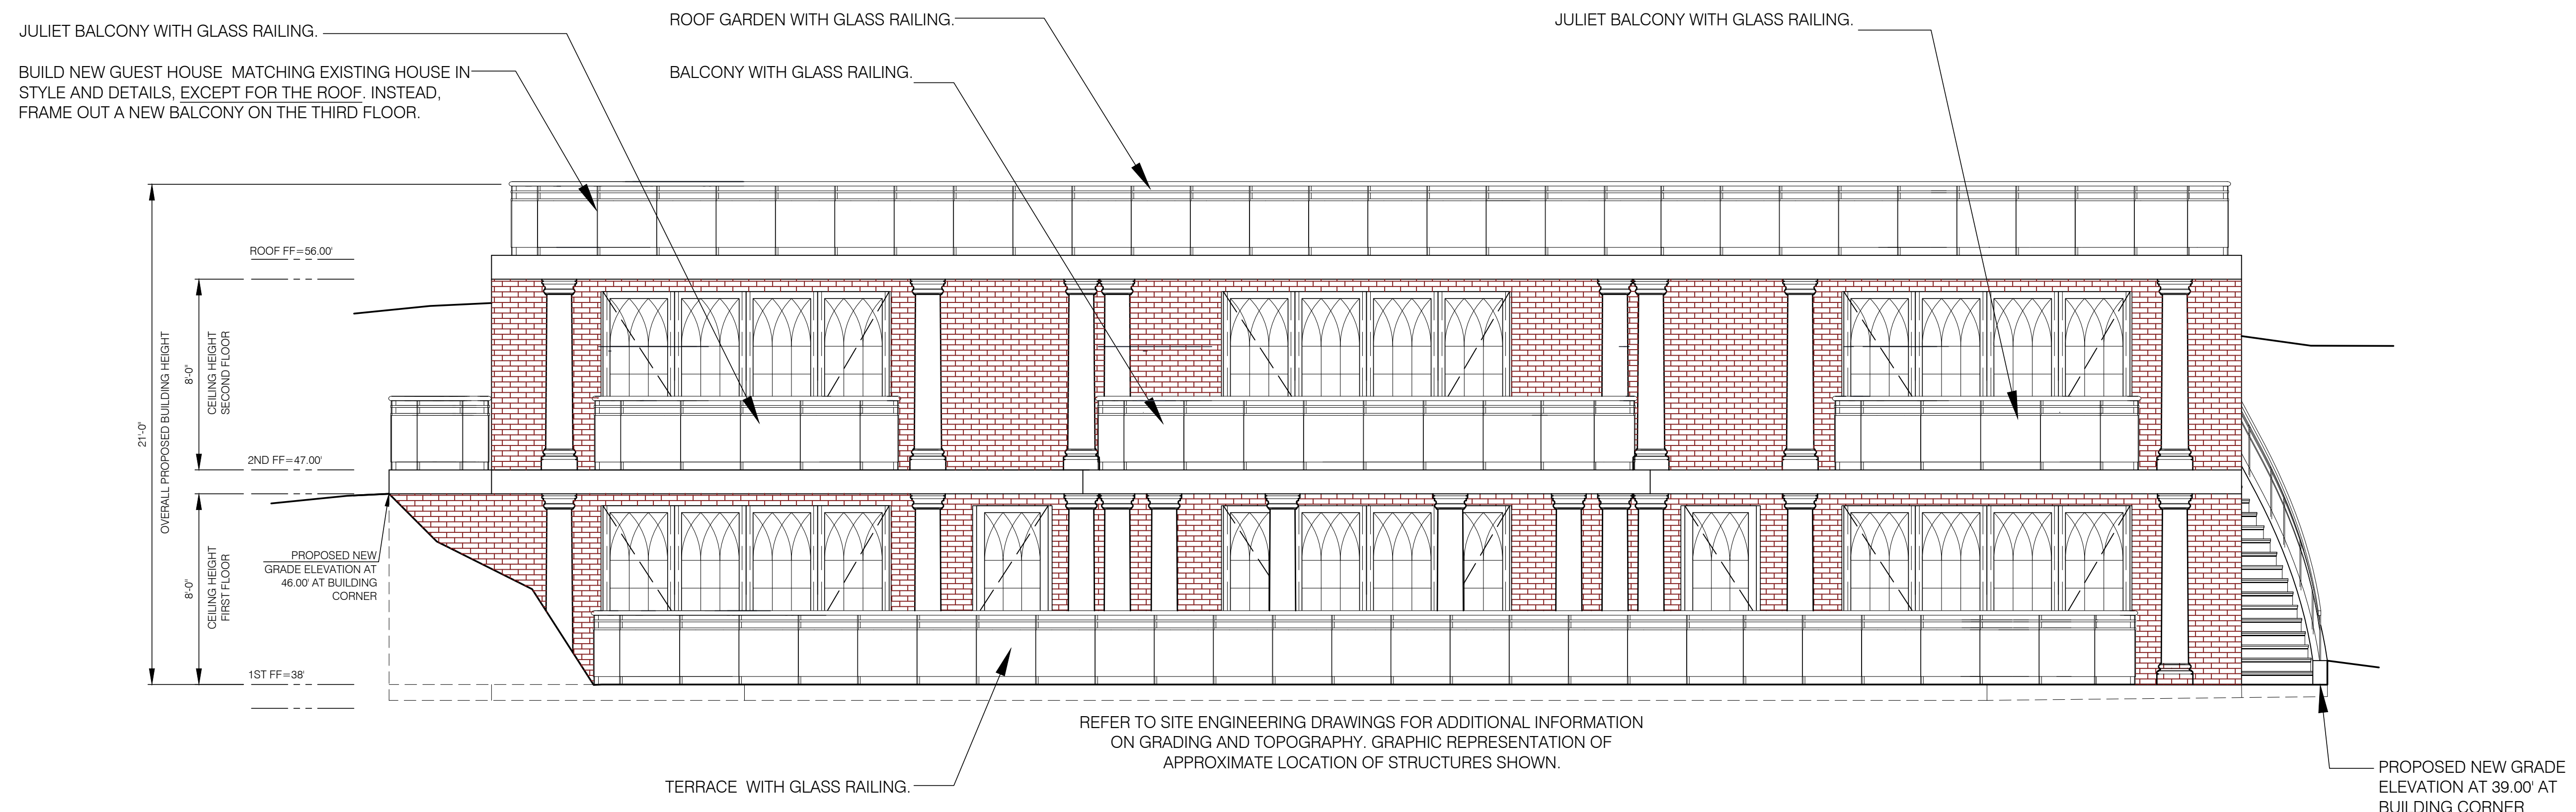 JULIET BALCONY WITH GLASS RAILING.
BUILD NEW GUEST HOUSE MATCHING EXISTING HOUSE IN
STYLE AND DETAILS, EXCEPT FOR THE ROOF. INSTEAD,
FRAME OUT A NEW BALCONY ON THE THIRD FLOOR.
ROOF GARDEN WITH GLASS RAILING.
BALCONY WITH GLASS RAILING.
JULIET BALCONY WITH GLASS RAILING.
21'-0"
OVERALL PROPOSED BUILDING HEIGHT
ROOF FF=56.00'
8'-0"
CEILING HEIGHT
SECOND FLOOR
2ND FF=47.00'
PROPOSED NEW
GRADE ELEVATION AT
46.00' AT BUILDING
CORNER
8'-0"
CEILING HEIGHT
FIRST FLOOR
1ST FF=38'
REFER TO SITE ENGINEERING DRAWINGS FOR ADDITIONAL INFORMATION
ON GRADING AND TOPOGRAPHY. GRAPHIC REPRESENTATION OF
APPROXIMATE LOCATION OF STRUCTURES SHOWN.
TERRACE WITH GLASS RAILING.
PROPOSED NEW GRADE
ELEVATION AT 39.00' AT
BUILDING CORNER